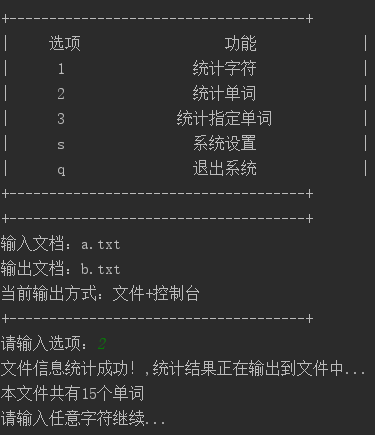 +-------------------------------------+
|     选项                  功能             |
|      1                统计字符            |
|      2                统计单词            |
|      3              统计指定单词          |
|      s                系统设置            |
|      q                退出系统            |
+-------------------------------------+
+-------------------------------------+
输入文档：a.txt
输出文档：b.txt
当前输出方式：文件+控制台
+-------------------------------------+
请输入选项：2
文件信息统计成功！,统计结果正在输出到文件中...
本文件共有15个单词
请输入任意字符继续...